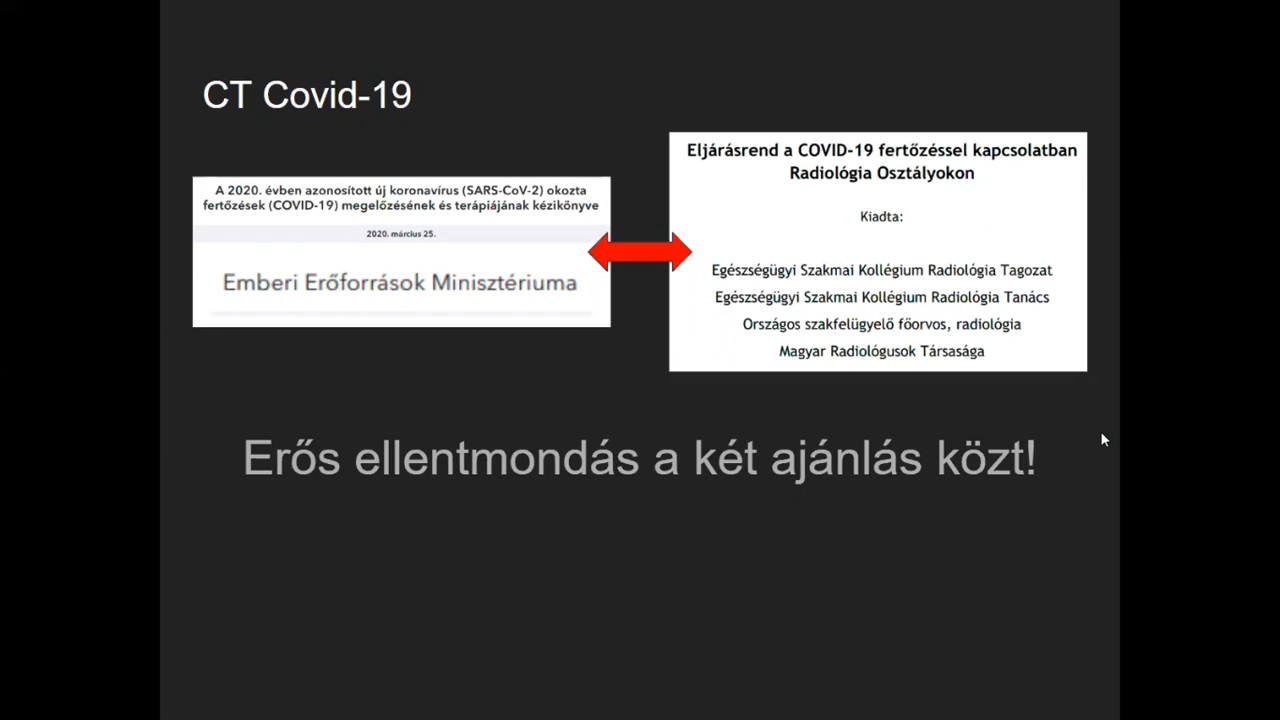 CT Covid-19
A 2020. évben azonosított új koronavírus (SARS-CoV-2) okozta
fertőzések (COVID-19) megelőzésének és terápiájának kézikönyve
2020. március 25.
Emberi Erőforrások Minisztériuma
Eljárásrend a COVID-19 fertőzéssel kapcsolatban
Radiológia Osztályokon
Kiadta:
Egészségügyi Szakmai Kollégium Radiológia Tagozat
Egészségügyi Szakmai Kollégium Radiológia Tanács
Országos szakfelügyelő főorvos, radiológia
Magyar Radiológusok Társasága
Erős ellentmondás a két ajánlás közt!